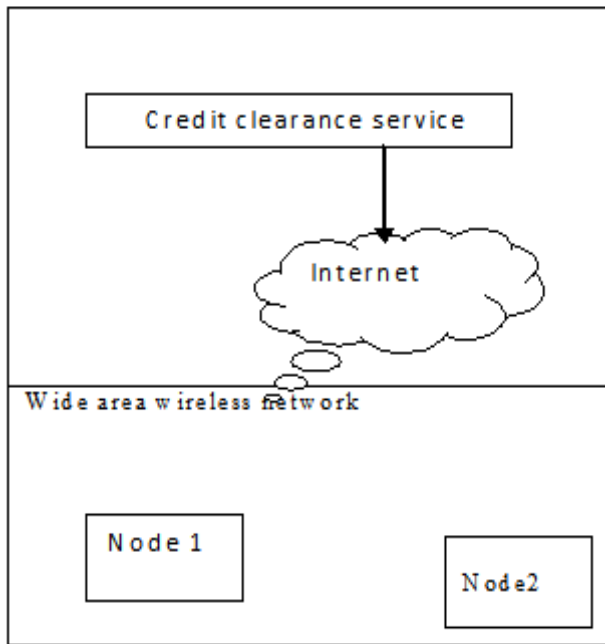 Credit clearance service
Internet
Wide area wireless network
Node 1
Node2